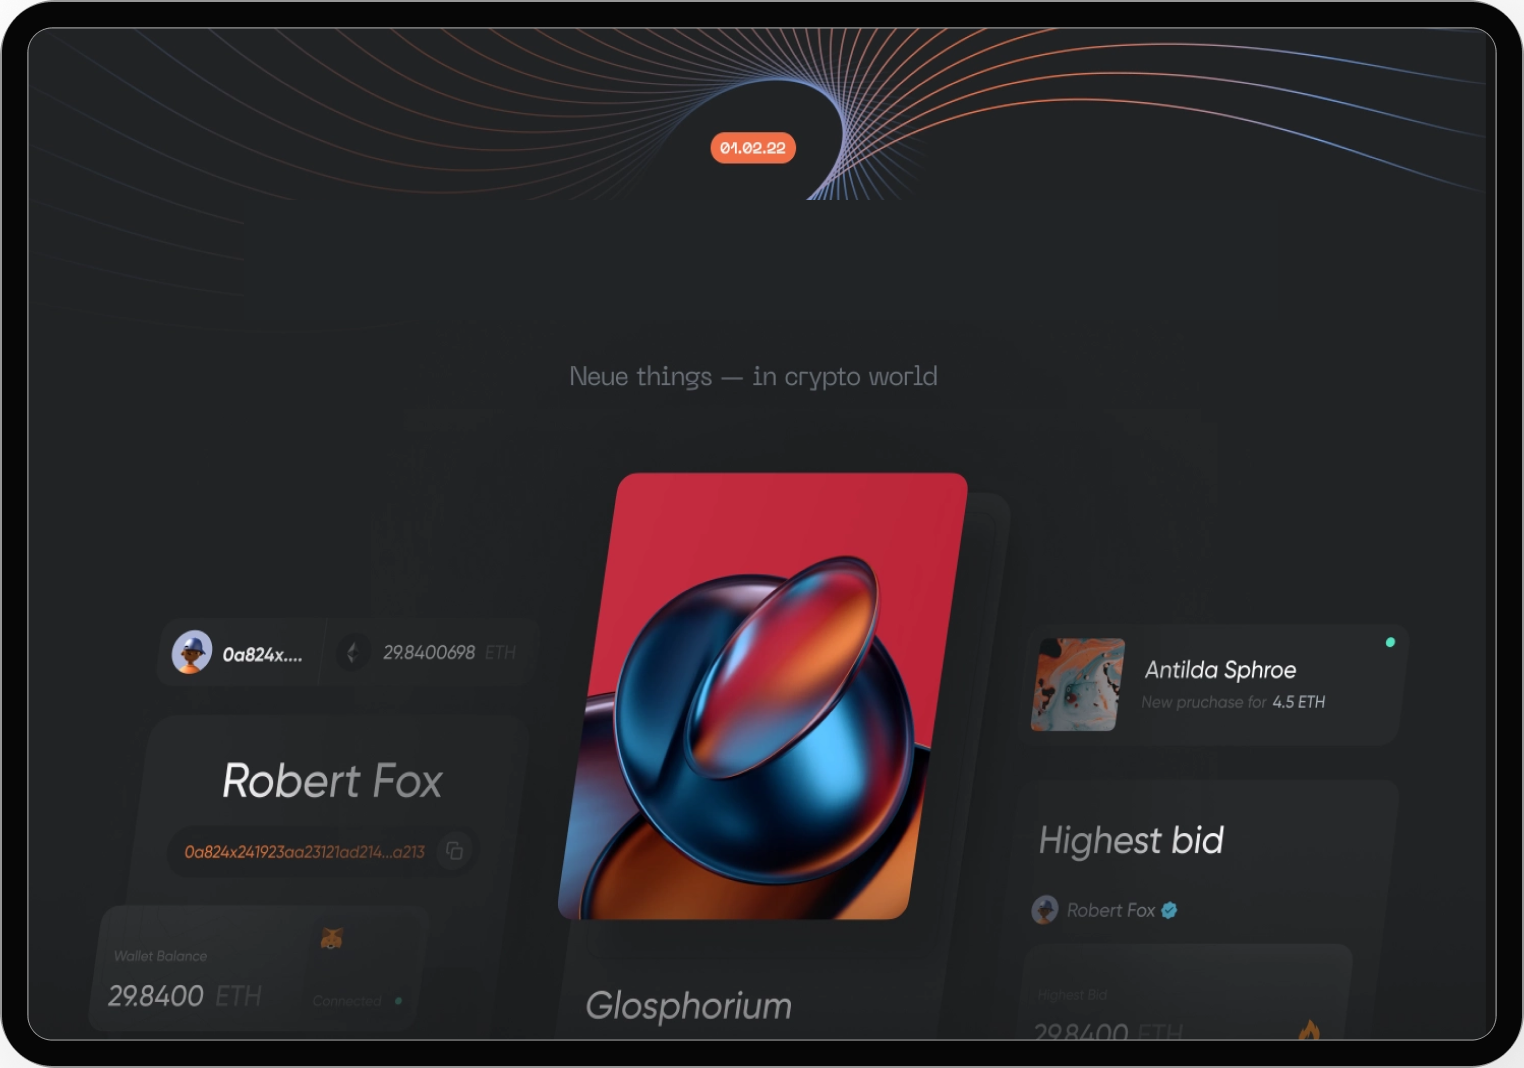 01.02.22
Neue things — in crypto world
0a824x....
29.8400698 ETH
Robert Fox
0a824x241923aa23121ad214...a213
Wallet Balance
29.8400 ETH
Connected
Glosphorium
Antilda Sphroe
New pruchase for 4.5 ETH
Highest bid
Robert Fox
Highest Bid
29.8400 ETH